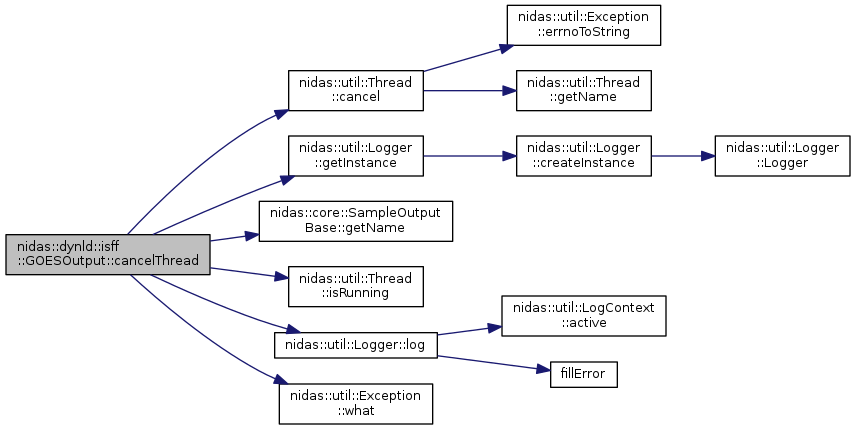 nidas::util::Exception
::errnoToString
nidas::util::Thread
::cancel
nidas::util::Thread
::getName
nidas::util::Logger
::getInstance
nidas::util::Logger
::createInstance
nidas::util::Logger
::Logger
nidas::core::SampleOutput
Base::getName
nidas::dynld::isff
::GOESOutput::cancelThread
nidas::util::Thread
::isRunning
nidas::util::LogContext
::active
nidas::util::Logger::log
fillError
nidas::util::Exception
::what